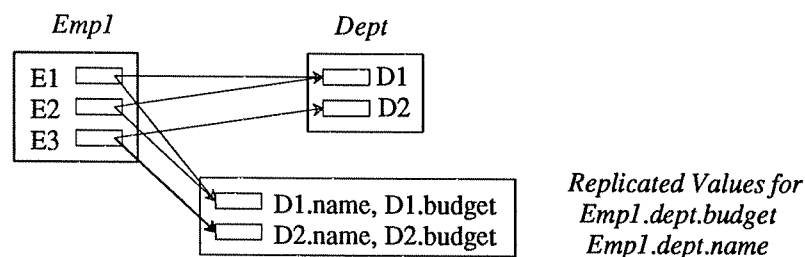 Emp1
Dept
E1
E2
E3
D1
D2
D1.name, D1.budget
D2.name, D2.budget
Replicated Values for
Emp1.dept.budget
Emp1.dept.name